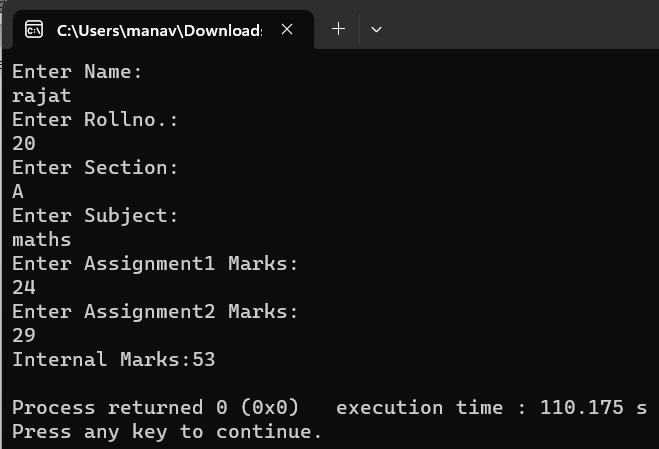 C:\Users\manav\Download:
Enter Name:
rajat
Enter Rollno.:
20
Enter Section:
A
Enter Subject:
maths
Enter Assignment1 Marks:
24
Enter Assignment2 Marks:
29
Internal Marks:53
Process returned 0 (0x0)   execution time : 110.175 s
Press any key to continue.